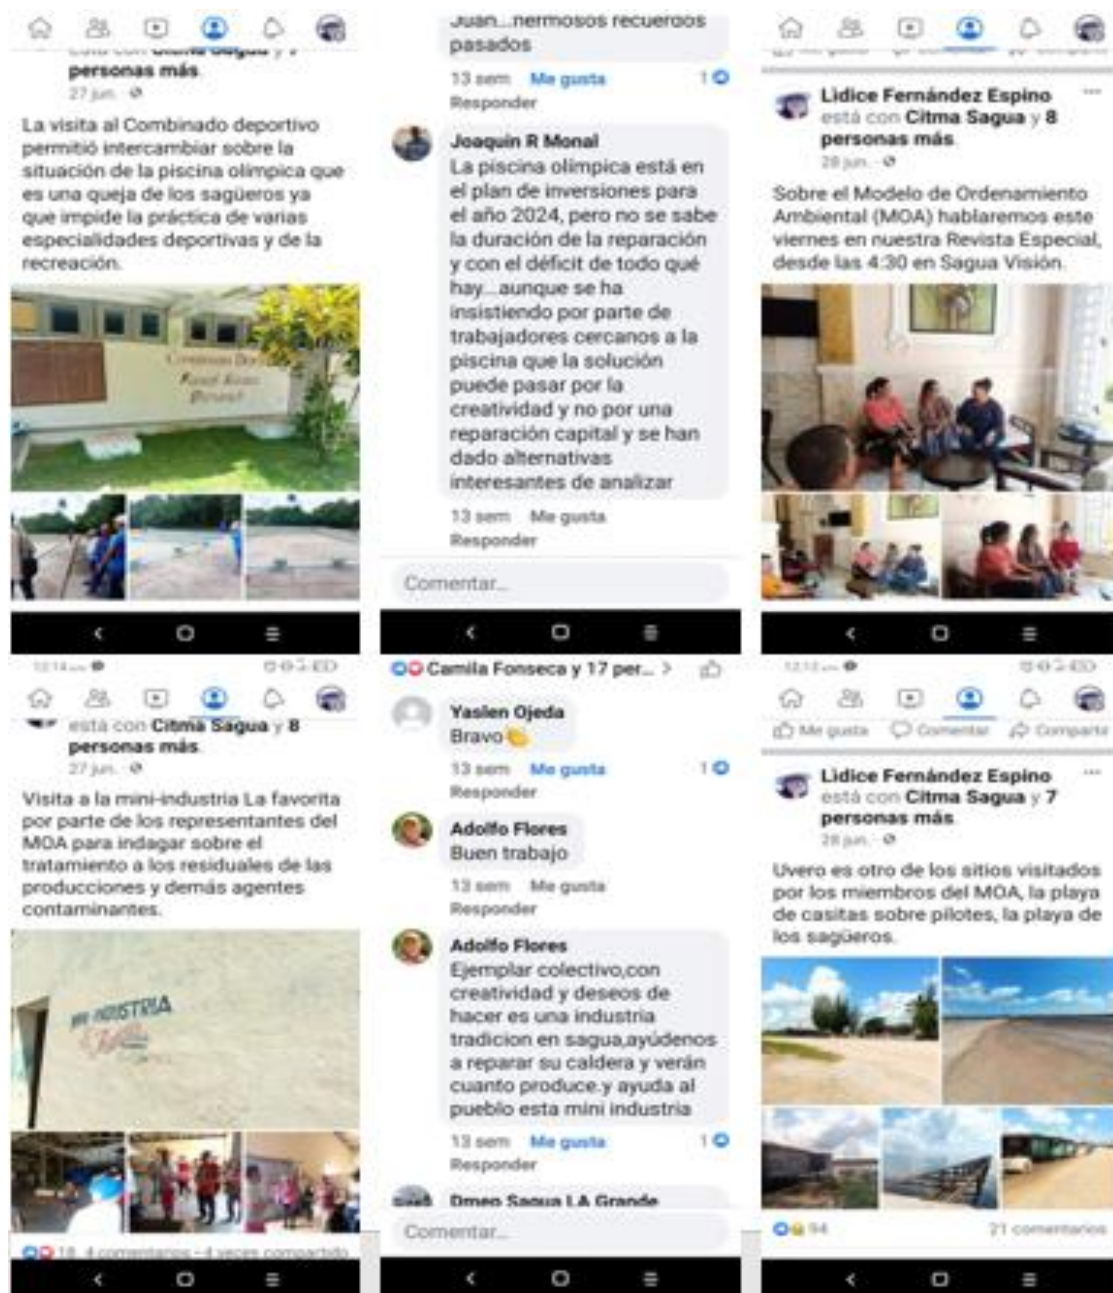 personas más
27 jun.
La visita al Combinado deportivo
permitió intercambiar sobre la
situación de la piscina olímpica que
es una queja de los sagüeros ya
que impide la práctica de varias
especialidades deportivas y de la
recreación.
Juan...hermosos recuerdos
pasados
13 sem Me gusta 1
Responder
Joaquin R Monal
La piscina olímpica está en
el plan de inversiones para
el año 2024, pero no se sabe
la duración de la reparación
y con el déficit de todo qué
hay...aunque se ha
insistiendo por parte de
trabajadores cercanos a la
piscina que la solución
puede pasar por la
creatividad y no por una
reparación capital y se han
dado alternativas
interesantes de analizar
13 sem Me gusta
Responder
Comentar...
Lidice Fernández Espino
está con Citma Sagua y 8
personas más.
28 jun.
Sobre el Modelo de Ordenamiento
Ambiental (MOA) hablaremos este
viernes en nuestra Revista Especial,
desde las 4:30 en Sagua Visión.
12:14
está con Citma Sagua y 8
personas más.
27 jun.
Visita a la mini-industria La favorita
por parte de los representantes del
MOA para indagar sobre el
tratamiento a los residuales de las
producciones y demás agentes
contaminantes.
INDUSTRIA
18 4 comentarios • 4 veces compartido
Camila Fonseca y 17 per... >
Yaslen Ojeda
Bravo
13 sem Me gusta 1
Responder
Adolfo Flores
Buen trabajo
13 sem Me gusta
Responder
Adolfo Flores
Ejemplar colectivo,con
creatividad y deseos de
hacer es una industria
tradicion en sagua,ayúdenos
a reparar su caldera y verán
cuanto produce.y ayuda al
pueblo esta mini industria
13 sem Me gusta 1
Responder
Dmep Sagua LA Grande
Comentar...
Me gusta Comentar Compartir
Lidice Fernández Espino
está con Citma Sagua y 7
personas más.
28 jun.
Uvero es otro de los sitios visitados
por los miembros del MOA, la playa
de casitas sobre pilotes, la playa de
los sagüeros.
94 21 comentarios